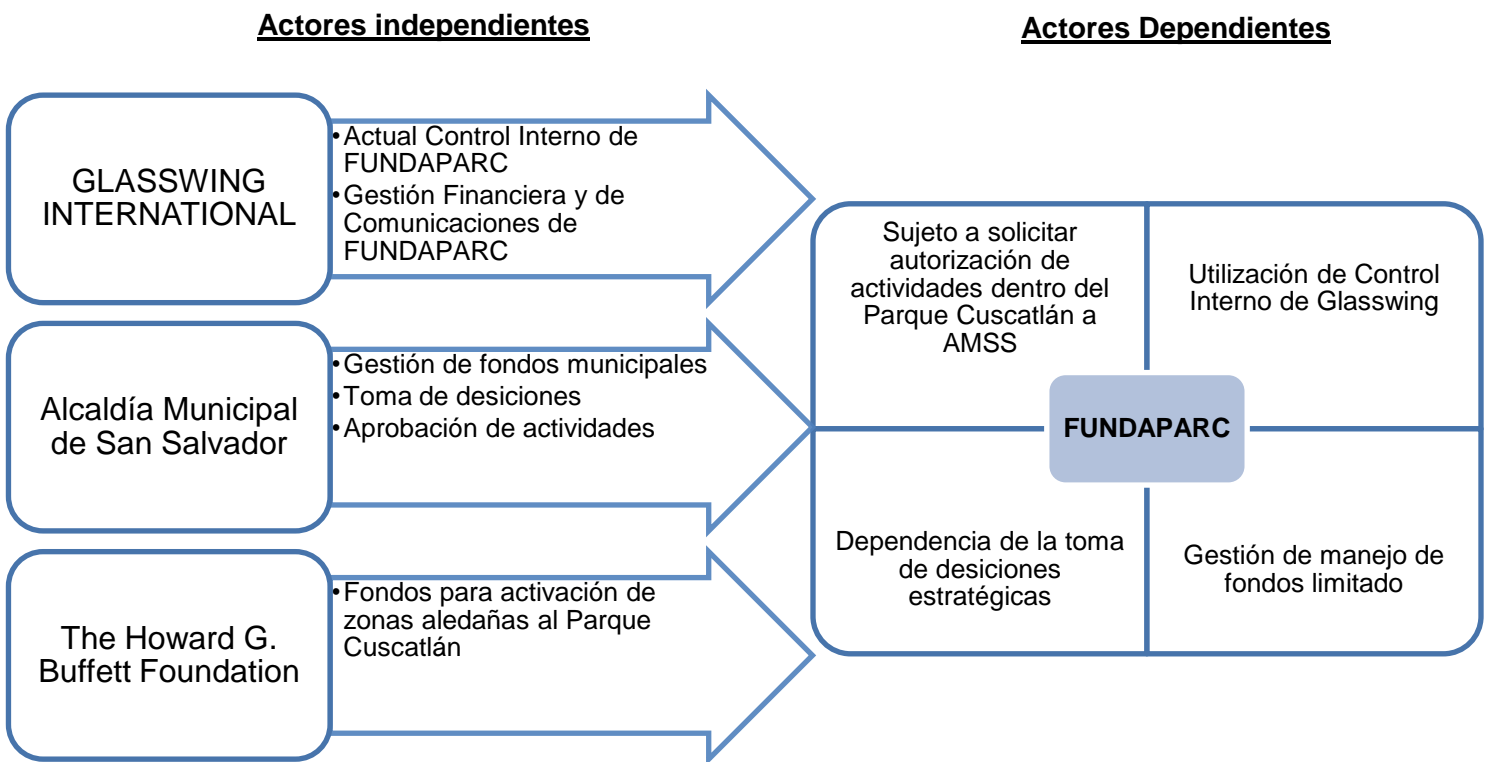 Actores independientes
Actores Dependientes
GLASSWING
INTERNATIONAL
•Actual Control Interno de
FUNDAPARC
•Gestión Financiera y de
Comunicaciones de
FUNDAPARC
Alcaldía Municipal
de San Salvador
•Gestión de fondos municipales
•Toma de desiciones
•Aprobación de actividades
The Howard G.
Buffett Foundation
•Fondos para activación de
zonas aledañas al Parque
Cuscatlán
Sujeto a solicitar
autorización de
actividades dentro del
Parque Cuscatlán a
AMSS
Utilización de Control
Interno de Glasswing
FUNDAPARC
Dependencia de la toma
de desiciones
estratégicas
Gestión de manejo de
fondos limitado